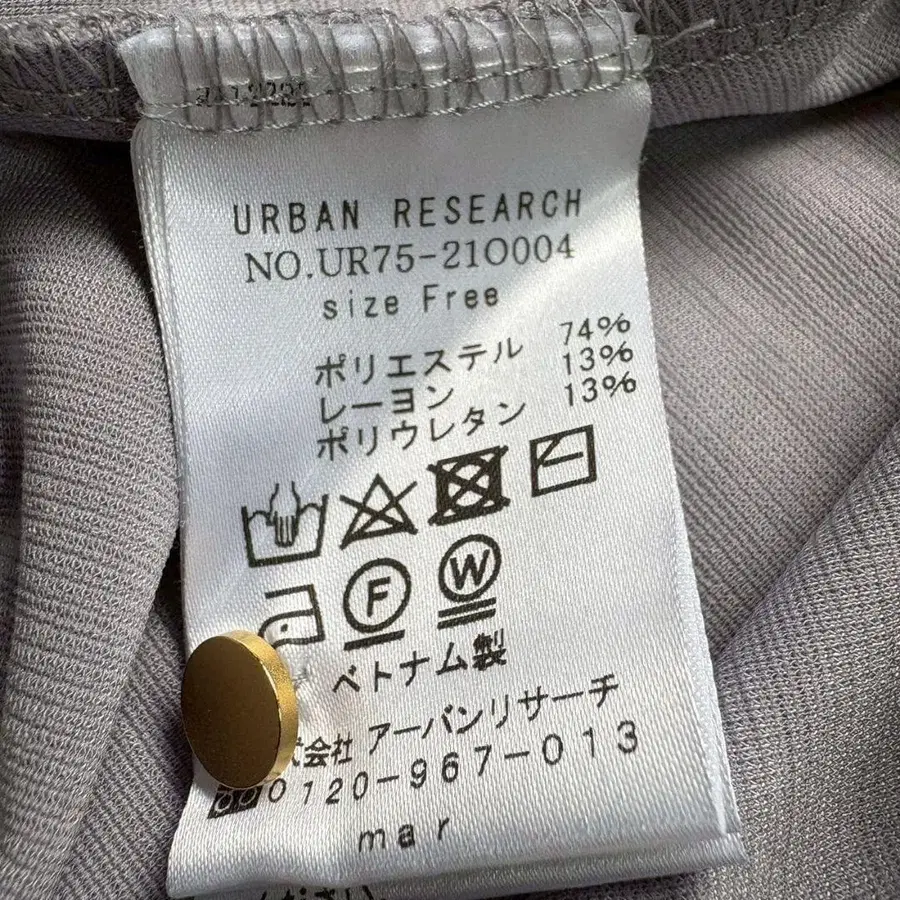 URBAN RESEARCH
NO.UR75-21O004
size Free
ポリエステル 74%
レーヨン 13%
ポリウレタン 13%
F W
ベトナム製
式会社 アーバンリサーチ
0120-967-013
mar